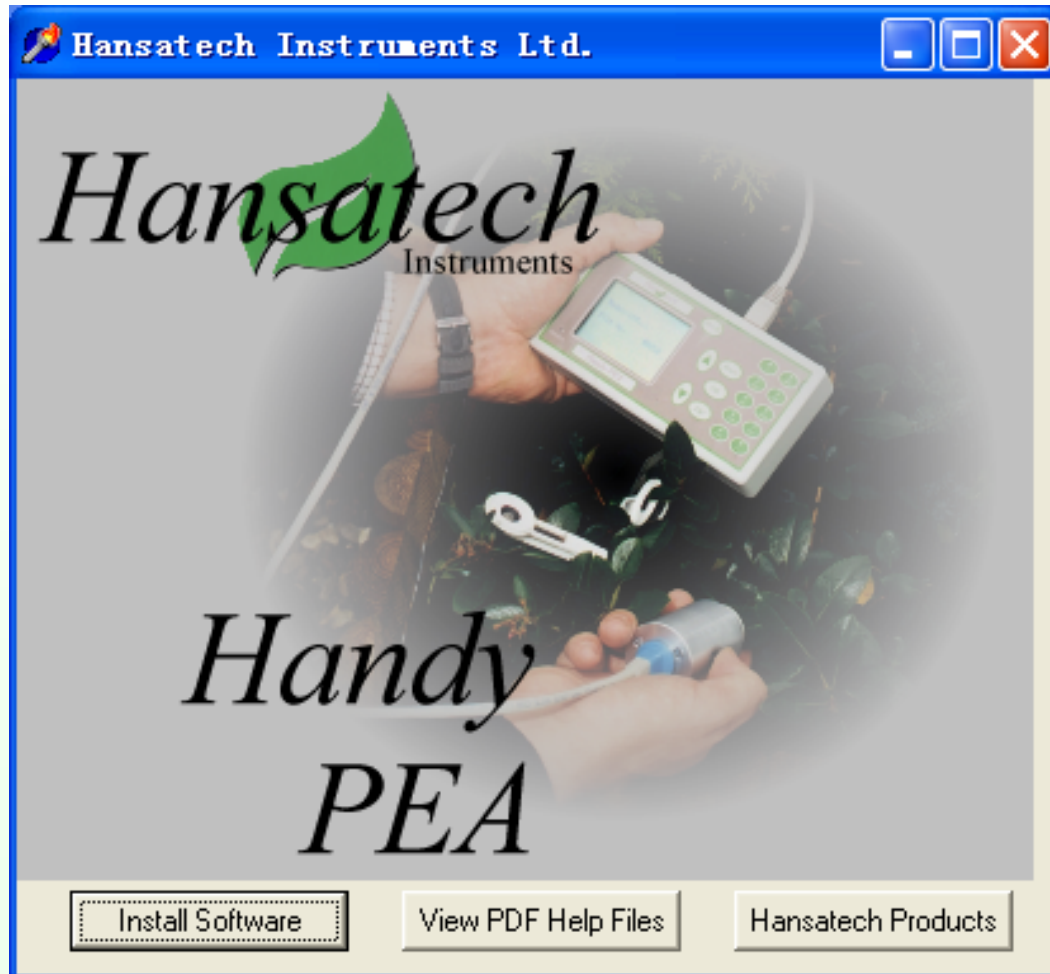 Hansatech Instruments Ltd.
Hansatech
Instruments
Handy
PEA
Install Software
View PDF Help Files
Hansatech Products